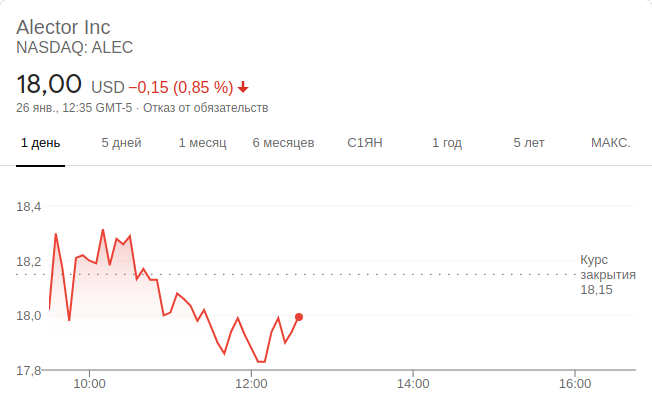 Alector Inc
NASDAQ: ALEC
18,00 USD −0,15 (0,85 %)
26 янв., 12:35 GMT-5 · Отказ от обязательств
1 день 5 дней 1 месяц 6 месяцев С1ЯН 1 год 5 лет МАКС.
18,4
18,2
Курс
закрытия
18,15
18,0
17,8
10:00 12:00 14:00 16:00